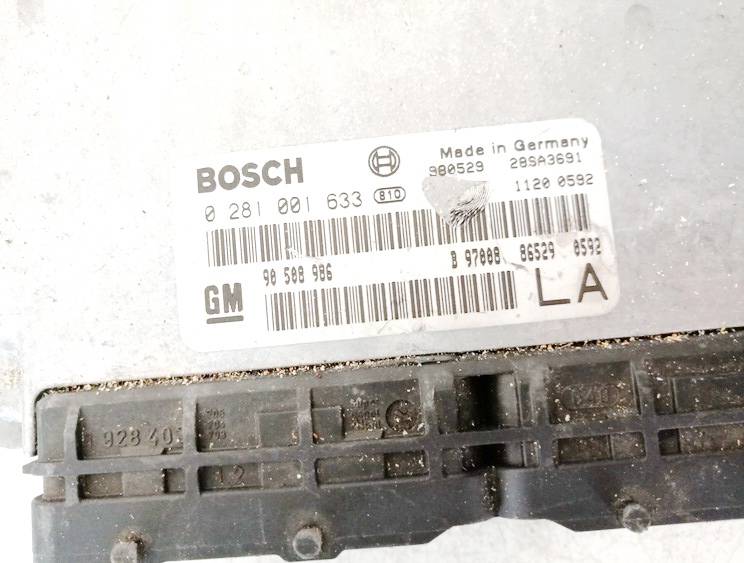 BOSCH
Made in Germany
980529 28SA3691
0 281 001 633 810
1120 0592
GM
90 508 986
B 97008 86529 0592
LA
928 40
12